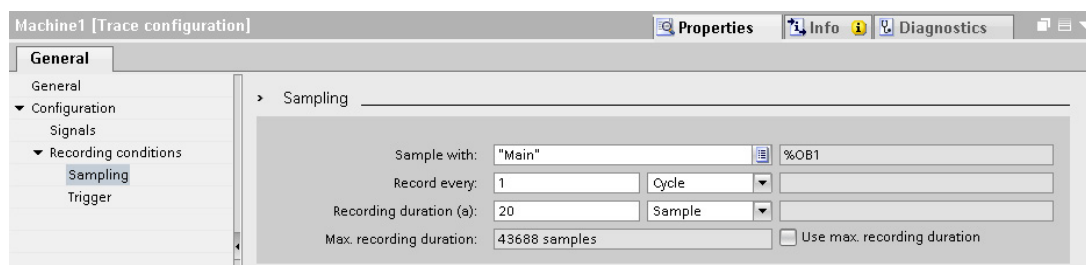 Machine1 [Trace configuration]
Properties
Info
Diagnostics
General
General
Configuration
Signals
Recording conditions
Sampling
Trigger
Sampling
Sample with: "Main" %OB1
Record every: 1 Cycle
Recording duration (a): 20 Sample
Max. recording duration: 43688 samples Use max. recording duration